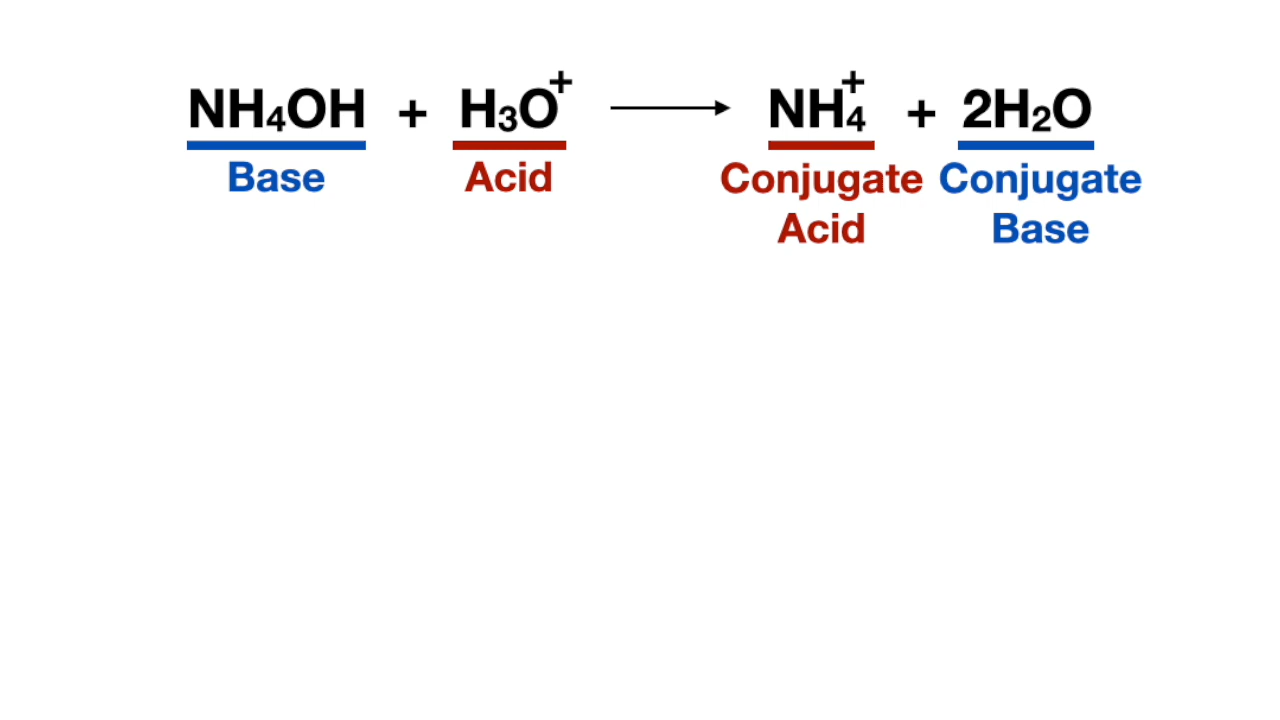 NH₄OH + H₃O⁺ ⟶ NH₄⁺ + 2H₂O
Base Acid Conjugate Conjugate
Acid Base